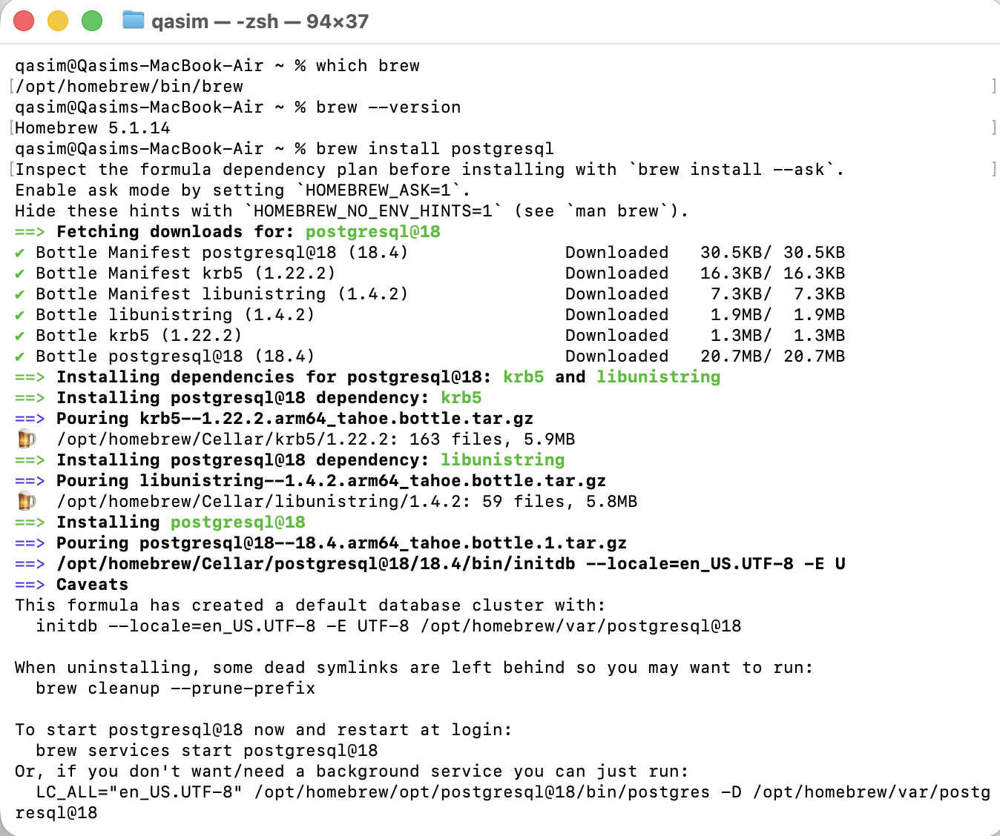 qasim — -zsh — 94×37
qasim@Qasims-MacBook-Air ~ % which brew
[/opt/homebrew/bin/brew ]
qasim@Qasims-MacBook-Air ~ % brew --version
[Homebrew 5.1.14 ]
qasim@Qasims-MacBook-Air ~ % brew install postgresql
[Inspect the formula dependency plan before installing with `brew install --ask`. ]
Enable ask mode by setting `HOMEBREW_ASK=1`.
Hide these hints with `HOMEBREW_NO_ENV_HINTS=1` (see `man brew`).
==> Fetching downloads for: postgresql@18
✔ Bottle Manifest postgresql@18 (18.4) Downloaded 30.5KB/ 30.5KB
✔ Bottle Manifest krb5 (1.22.2) Downloaded 16.3KB/ 16.3KB
✔ Bottle Manifest libunistring (1.4.2) Downloaded 7.3KB/ 7.3KB
✔ Bottle libunistring (1.4.2) Downloaded 1.9MB/ 1.9MB
✔ Bottle krb5 (1.22.2) Downloaded 1.3MB/ 1.3MB
✔ Bottle postgresql@18 (18.4) Downloaded 20.7MB/ 20.7MB
==> Installing dependencies for postgresql@18: krb5 and libunistring
==> Installing postgresql@18 dependency: krb5
==> Pouring krb5--1.22.2.arm64_tahoe.bottle.tar.gz
🍺 /opt/homebrew/Cellar/krb5/1.22.2: 163 files, 5.9MB
==> Installing postgresql@18 dependency: libunistring
==> Pouring libunistring--1.4.2.arm64_tahoe.bottle.tar.gz
🍺 /opt/homebrew/Cellar/libunistring/1.4.2: 59 files, 5.8MB
==> Installing postgresql@18
==> Pouring postgresql@18--18.4.arm64_tahoe.bottle.1.tar.gz
==> /opt/homebrew/Cellar/postgresql@18/18.4/bin/initdb --locale=en_US.UTF-8 -E U
==> Caveats
This formula has created a default database cluster with:
  initdb --locale=en_US.UTF-8 -E UTF-8 /opt/homebrew/var/postgresql@18

When uninstalling, some dead symlinks are left behind so you may want to run:
  brew cleanup --prune-prefix

To start postgresql@18 now and restart at login:
  brew services start postgresql@18
Or, if you don't want/need a background service you can just run:
  LC_ALL="en_US.UTF-8" /opt/homebrew/opt/postgresql@18/bin/postgres -D /opt/homebrew/var/postg
resql@18